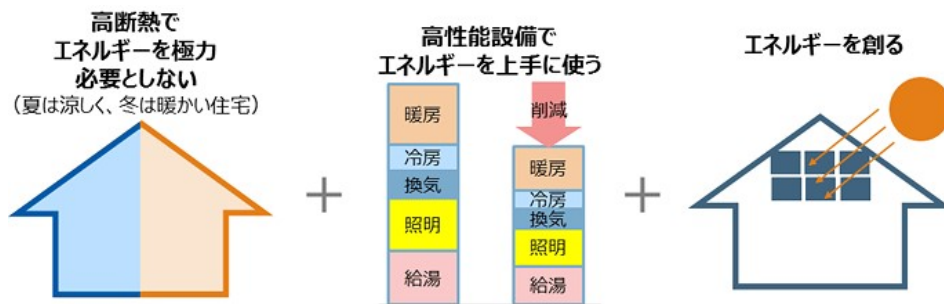 高断熱で
エネルギーを極力
必要としない
（夏は涼しく、冬は暖かい住宅）
＋
高性能設備で
エネルギーを上手に使う
暖房
冷房
換気
照明
給湯
削減
暖房
冷房
換気
照明
給湯
＋
エネルギーを創る